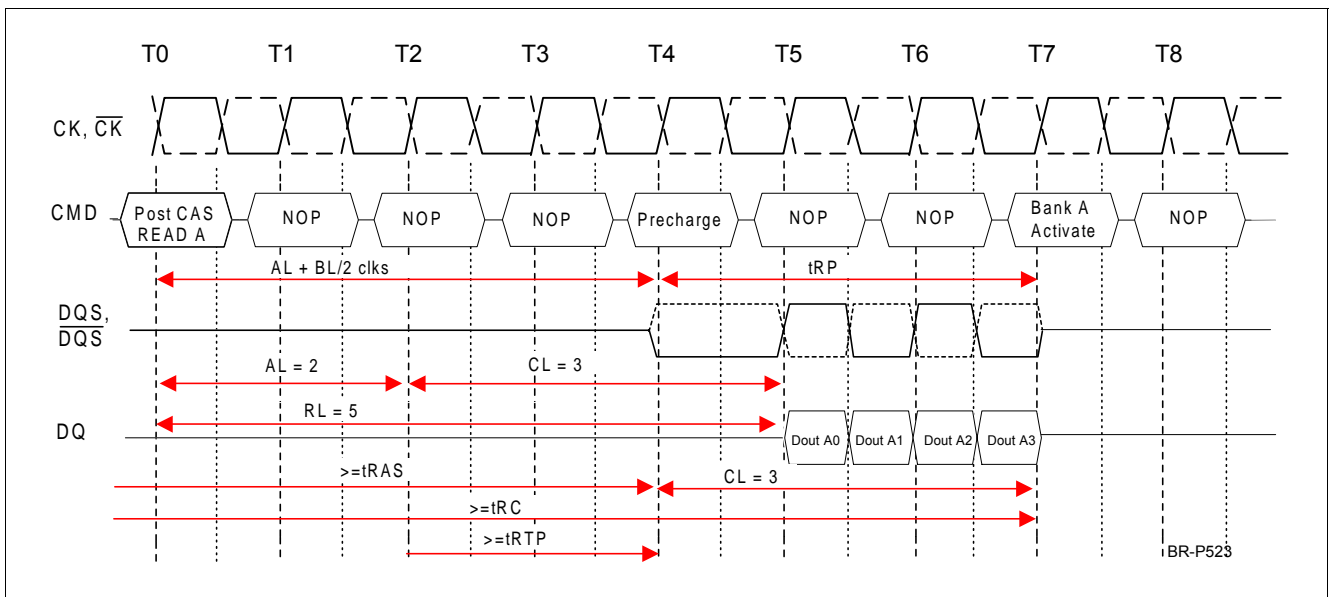 T0 T1 T2 T3 T4 T5 T6 T7 T8
CK, CK
CMD
Post CAS
READ A
NOP
NOP
NOP
Precharge
NOP
NOP
Bank A
Activate
NOP
AL + BL/2 clks
tRP
DQS,
DQS
AL = 2
CL = 3
RL = 5
DQ
Dout A0
Dout A1
Dout A2
Dout A3
>=tRAS
CL = 3
>=tRC
>=tRTP
BR-P523